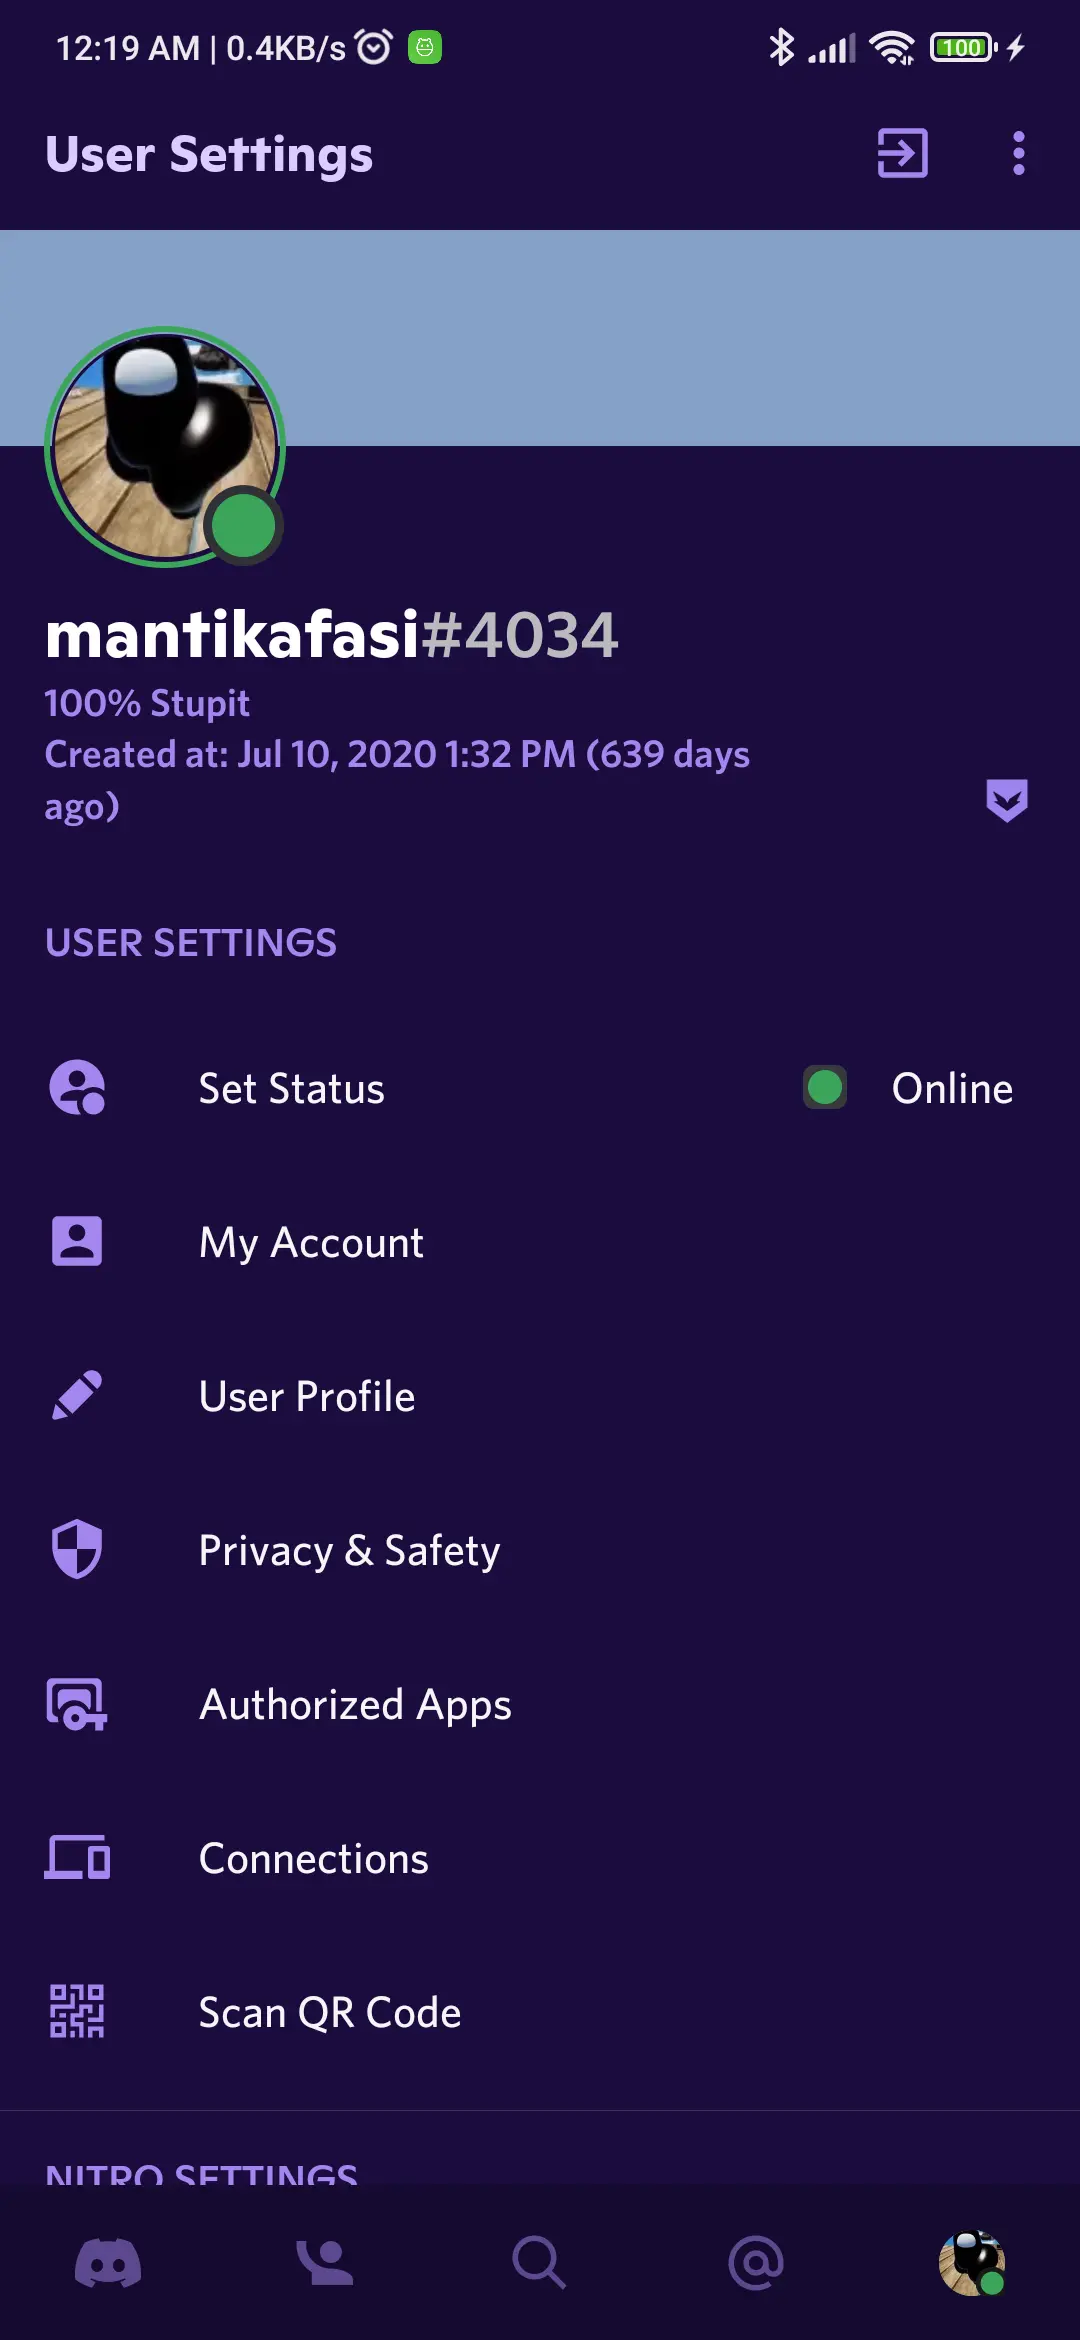 12:19 AM | 0.4KB/s
100
User Settings
mantikafasi#4034
100% Stupit
Created at: Jul 10, 2020 1:32 PM (639 days
ago)
USER SETTINGS
Set Status
Online
My Account
User Profile
Privacy & Safety
Authorized Apps
Connections
Scan QR Code
NITRO SETTINGS